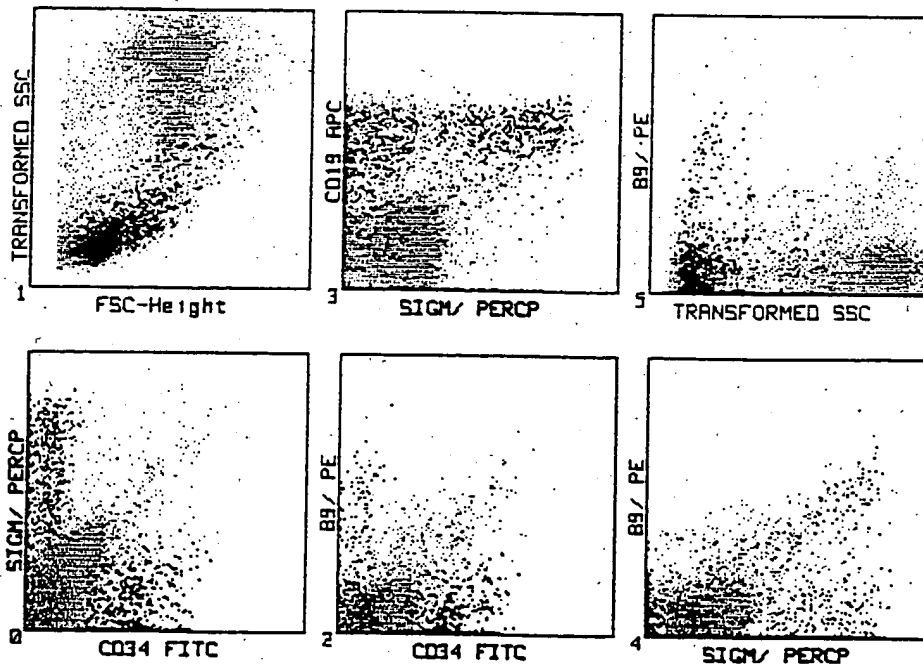 TRANSFORMED SSC
1
FSC-Height
CD19 APC
3
SIGM/ PERCP
B9/ PE
5
TRANSFORMED SSC
SIGM/ PERCP
0
CD34 FITC
B9/ PE
2
CD34 FITC
B9/ PE
4
SIGM/ PERCP